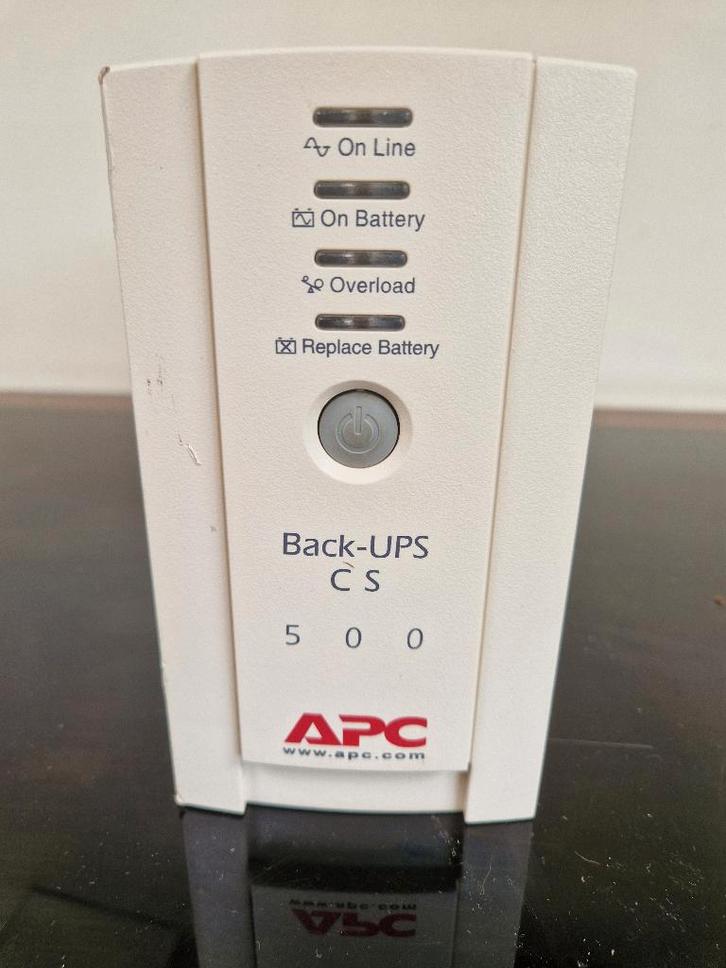 On Line
On Battery
Overload
Replace Battery
Back-UPS
CS
500
APC
www.apc.com